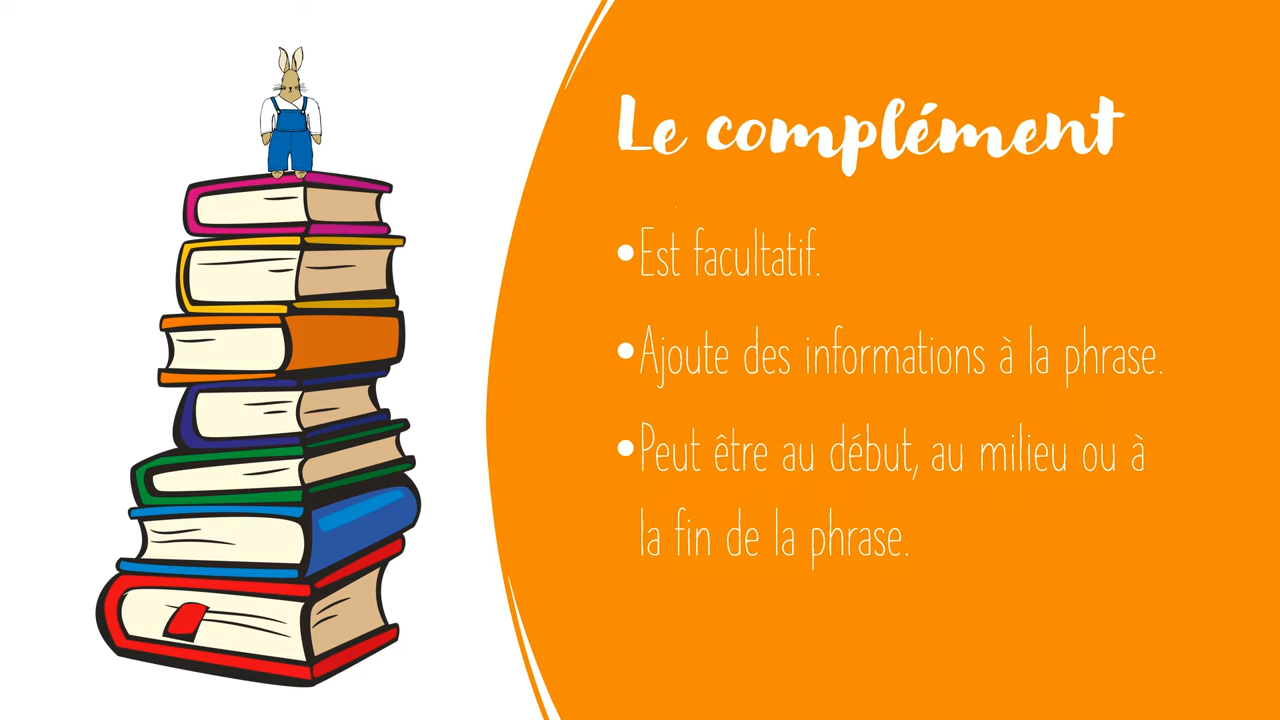 Le complément
•Est facultatif.
•Ajoute des informations à la phrase.
•Peut être au début, au milieu ou à
la fin de la phrase.